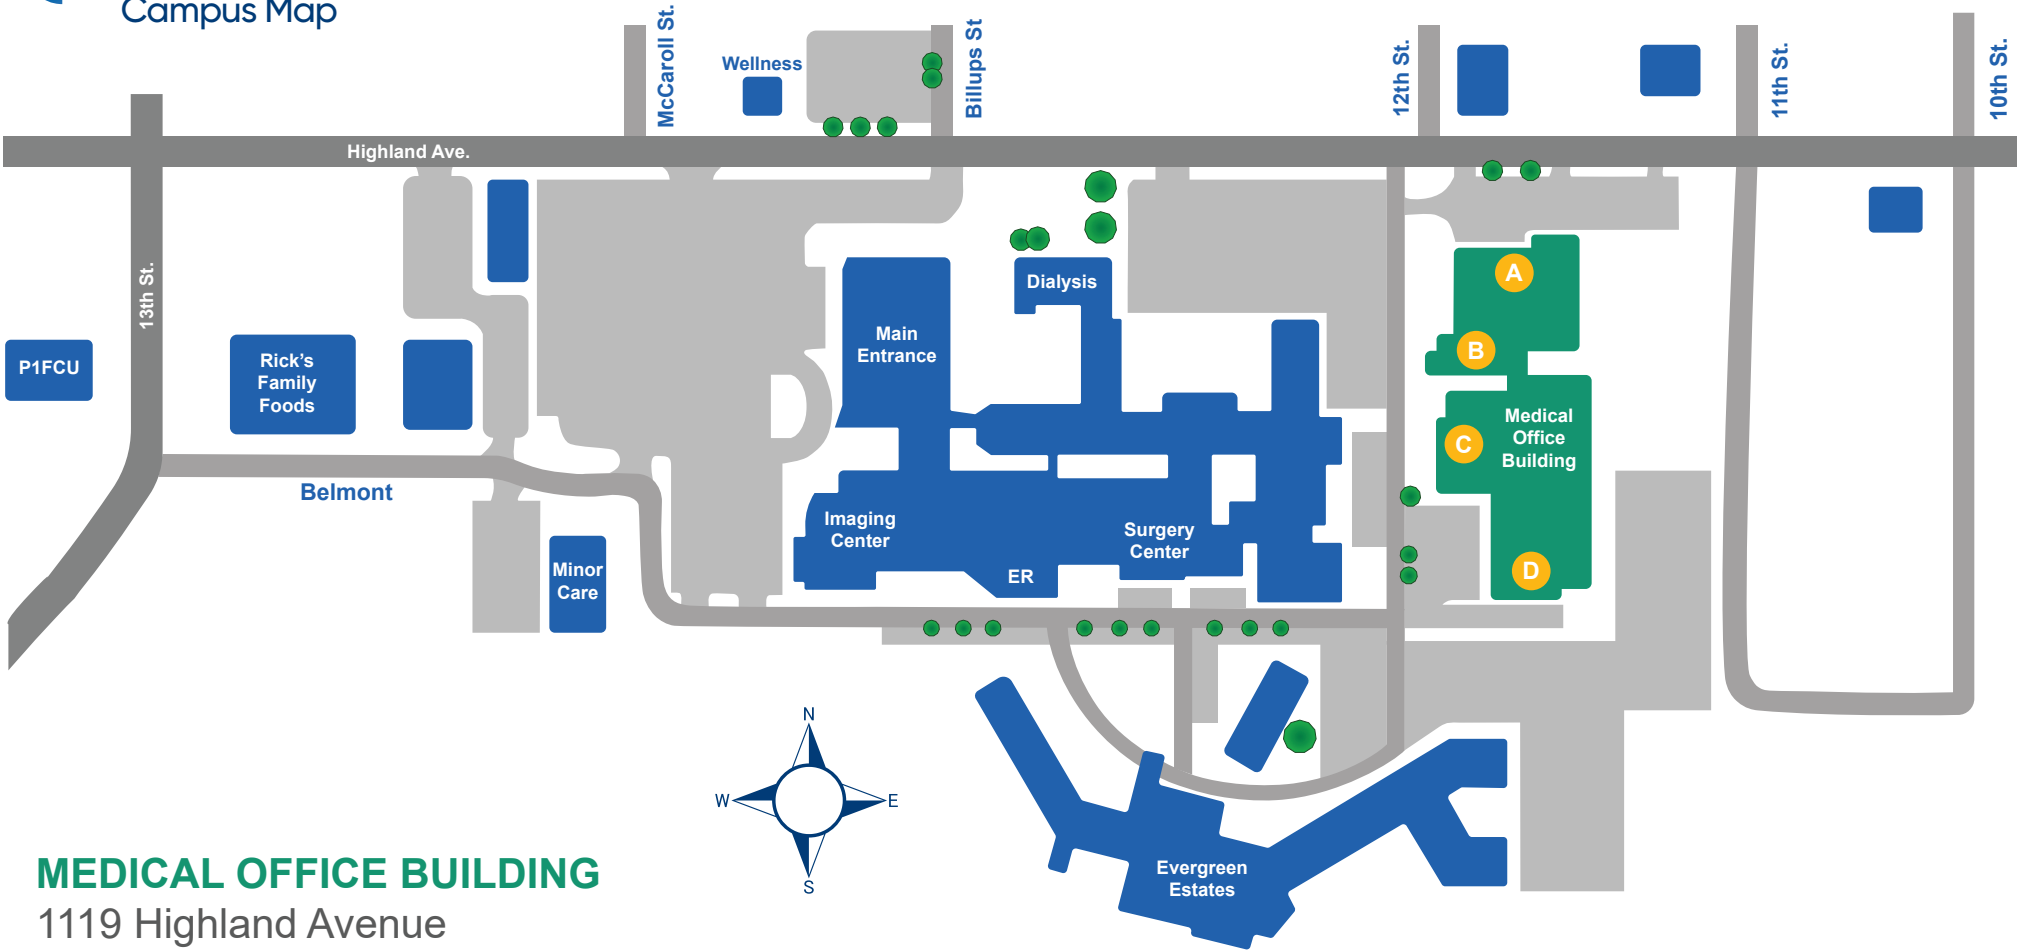 Campus Map
McCaroll St.
Billups St
12th St.
11th St.
10th St.
Wellness
Highland Ave.
13th St.
Dialysis
A
Main
Entrance
B
P1FCU
Rick's
Family
Foods
Medical
Office
Building
C
Belmont
Imaging
Center
Surgery
Center
ER
Minor
Care
D
N
W
E
S
Evergreen
Estates
MEDICAL OFFICE BUILDING
1119 Highland Avenue